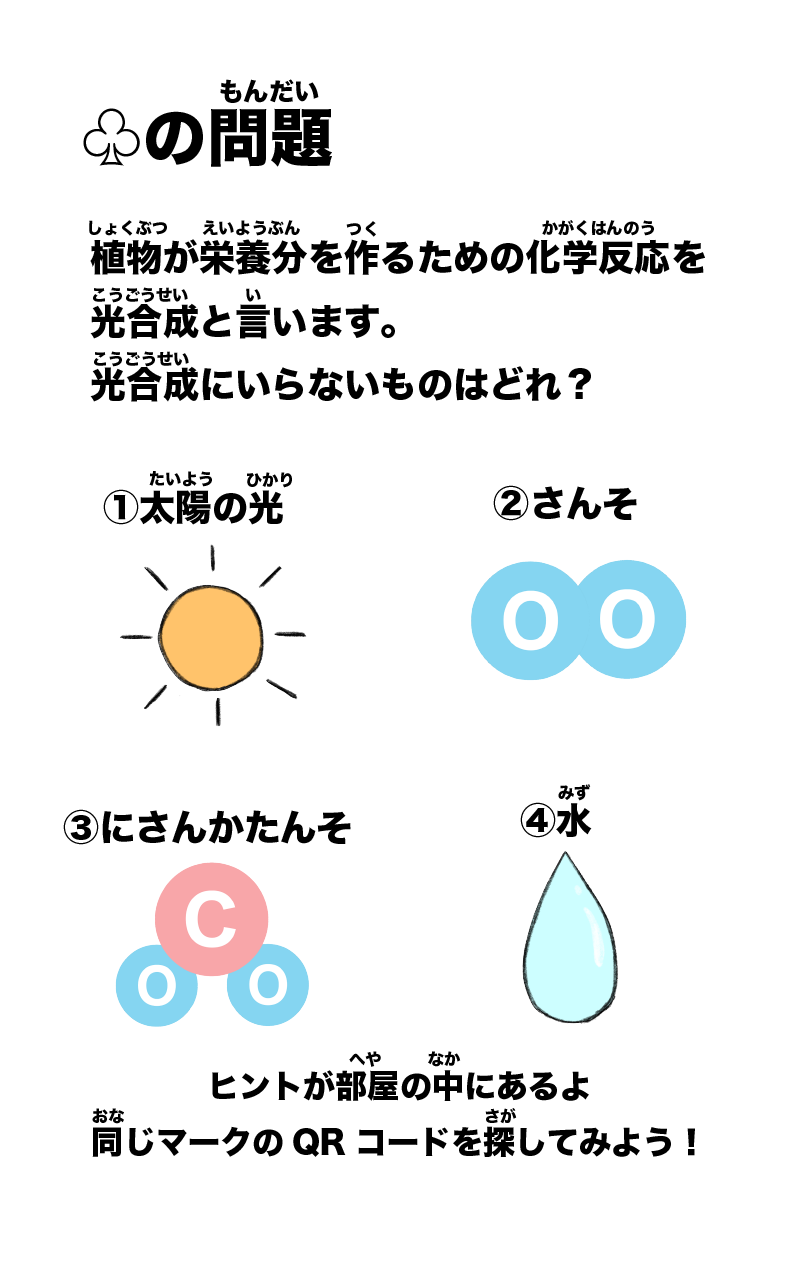 もんだい
♧の問題
しょくぶつ えいようぶん つく かがくはんのう
植物が栄養分を作るための化学反応を
こうごうせい い
光合成と言います。
こうごうせい
光合成にいらないものはどれ?
たいよう ひかり
①太陽の光
②さんそ
O O
③にさんかたんそ
C
O O
みず
④水
へや なか
ヒントが部屋の中にあるよ
おな さが
同じマークのQRコードを探してみよう!